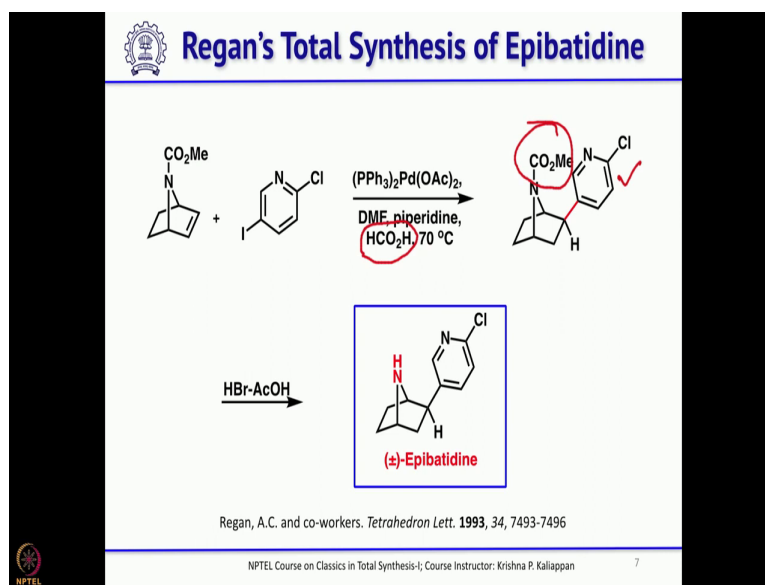 Regan's Total Synthesis of Epibatidine
CO₂Me
N
+
N
Cl
I
(PPh₃)₂Pd(OAc)₂,
DMF, piperidine,
HCO₂H, 70 ºC
CO₂Me
N
N
Cl
H
HBr-AcOH
H
N
N
Cl
H
(±)-Epibatidine
Regan, A.C. and co-workers. Tetrahedron Lett. 1993, 34, 7493-7496
NPTEL Course on Classics in Total Synthesis-I; Course Instructor: Krishna P. Kaliappan
7
NPTEL